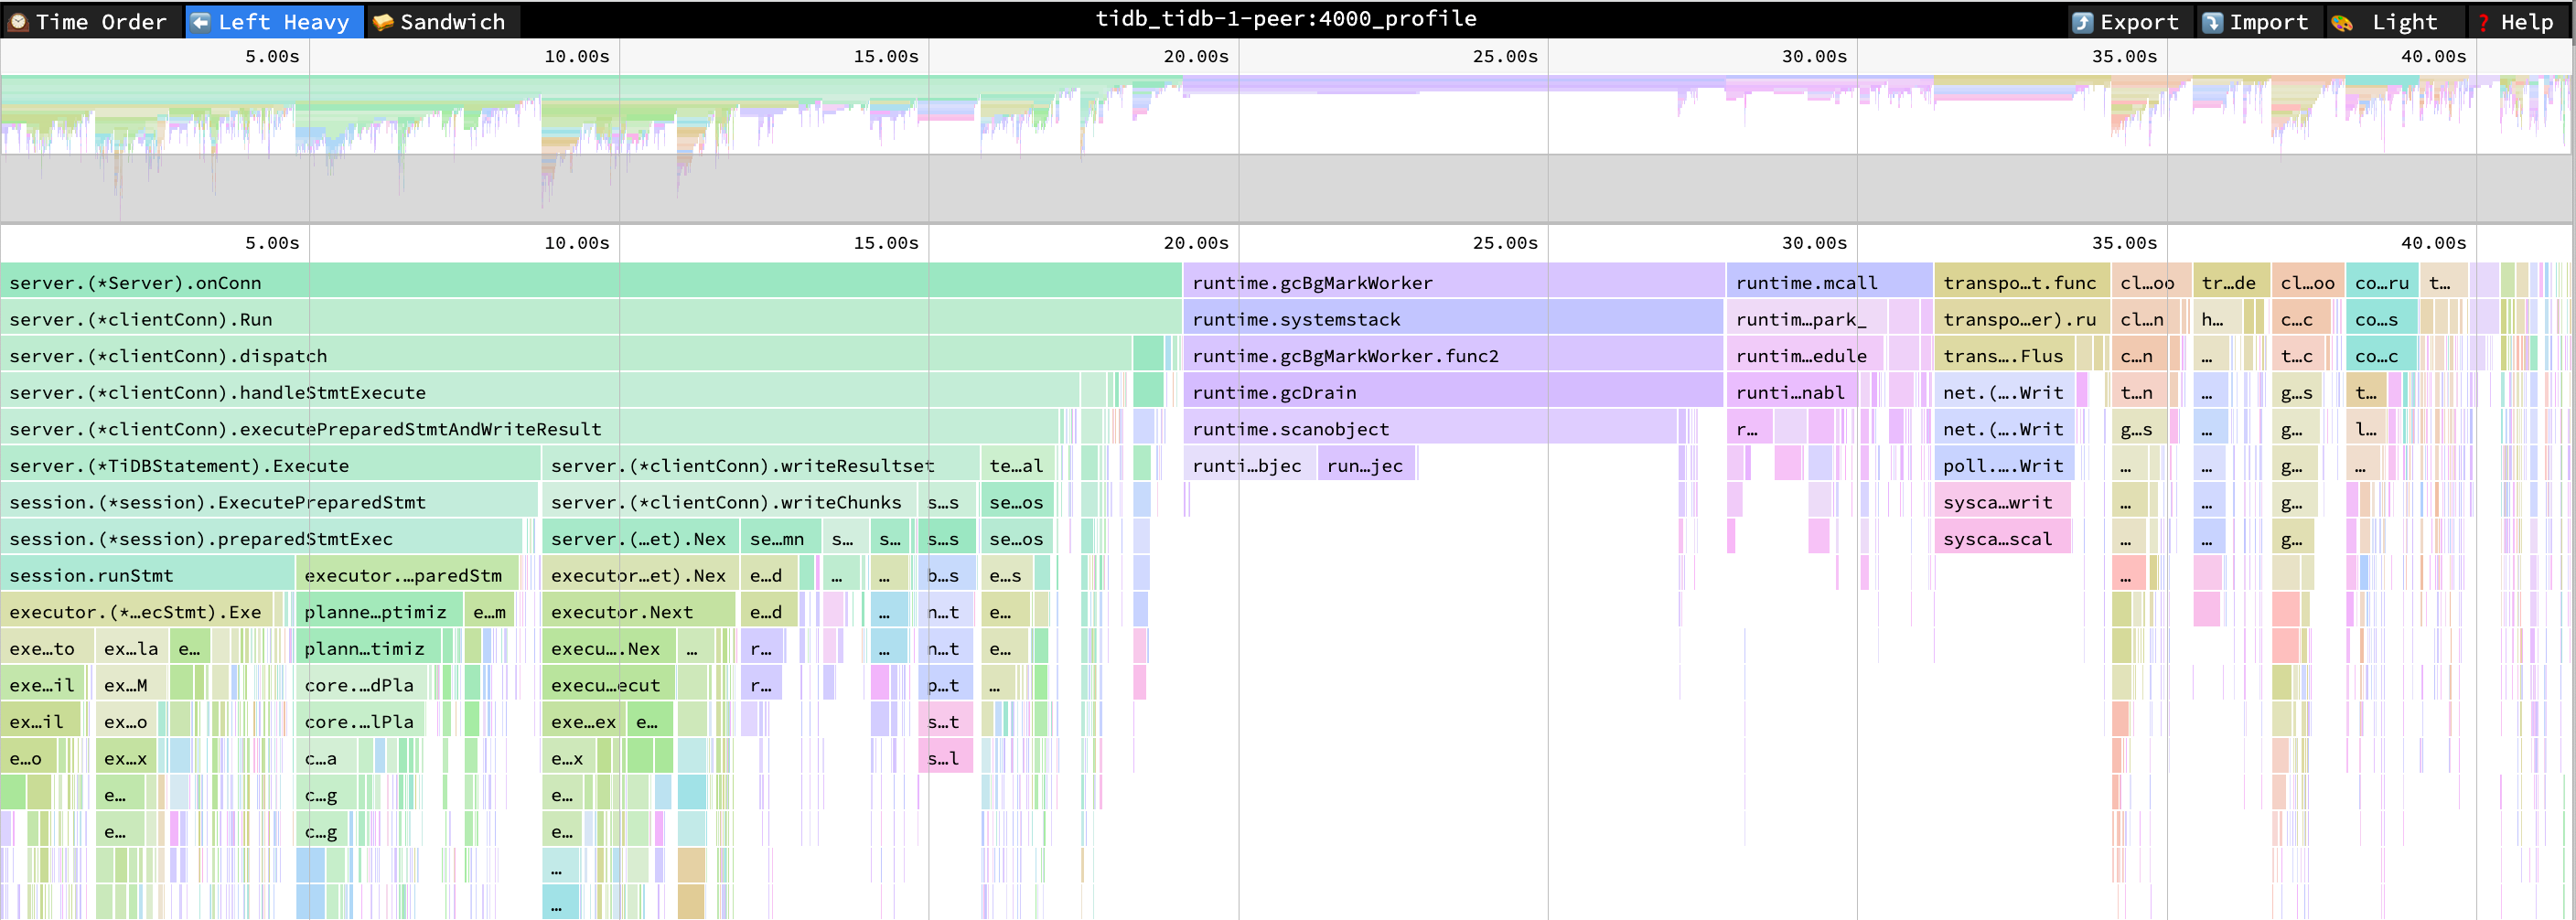 Time Order Left Heavy Sandwich tidb_tidb-1-peer:4000_profile Export Import Light Help
5.00s 10.00s 15.00s 20.00s 25.00s 30.00s 35.00s 40.00s
5.00s 10.00s 15.00s 20.00s 25.00s 30.00s 35.00s 40.00s
server.(*Server).onConn runtime.gcBgMarkWorker runtime.mcall transpo…t.func cl…oo tr…de cl…oo co…ru t…
server.(*clientConn).Run runtime.systemstack runtim…park_ transpo…er).ru cl…n h… c…c co…s
server.(*clientConn).dispatch runtime.gcBgMarkWorker.func2 runtim…edule trans….Flus c…n … t…c co…c
server.(*clientConn).handleStmtExecute runtime.gcDrain runti…nabl net.(….Writ t…n … g…s t…
server.(*clientConn).executePreparedStmtAndWriteResult runtime.scanobject r… net.(….Writ g…s … g… l…
server.(*TiDBStatement).Execute server.(*clientConn).writeResultset te…al runti…bjec run…jec poll.….Writ … … g… …
session.(*session).ExecutePreparedStmt server.(*clientConn).writeChunks s…s se…os sysca…writ … … g…
session.(*session).preparedStmtExec server.(…et).Nex se…mn s… s… s…s se…os sysca…scal … … g…
session.runStmt executor.…paredStm executor…et).Nex e…d … … b…s e…s …
executor.(*…ecStmt).Exe planne…ptimiz e…m executor.Next e…d … n…t e…
exe…to ex…la e… plann…timiz execu….Nex … r… … n…t e…
exe…il ex…M core.…dPla execu…ecut r… p…t …
ex…il ex…o core.…lPla exe…ex e… s…t
e…o ex…x c…a e…x s…l
e… c…g e…
e… c…g e…
…
…